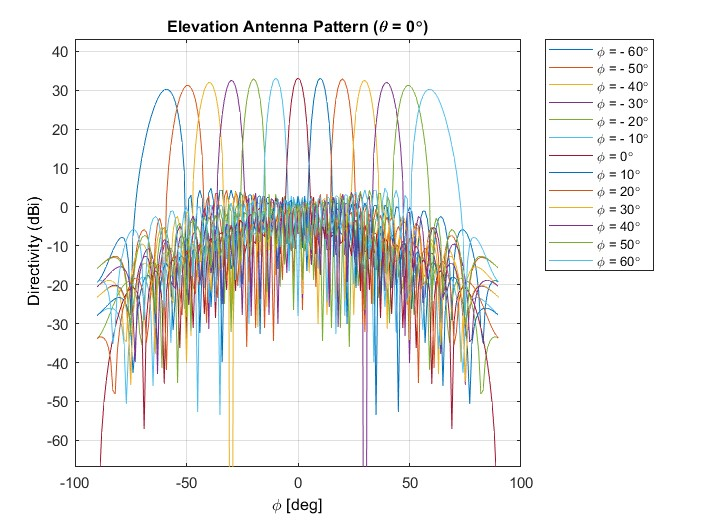 Elevation Antenna Pattern (θ = 0°)
40
30
20
10
0
-10
-20
-30
-40
-50
-60
Directivity (dBi)
-100
-50
0
50
100
ϕ [deg]
ϕ = - 60°
ϕ = - 50°
ϕ = - 40°
ϕ = - 30°
ϕ = - 20°
ϕ = - 10°
ϕ = 0°
ϕ = 10°
ϕ = 20°
ϕ = 30°
ϕ = 40°
ϕ = 50°
ϕ = 60°